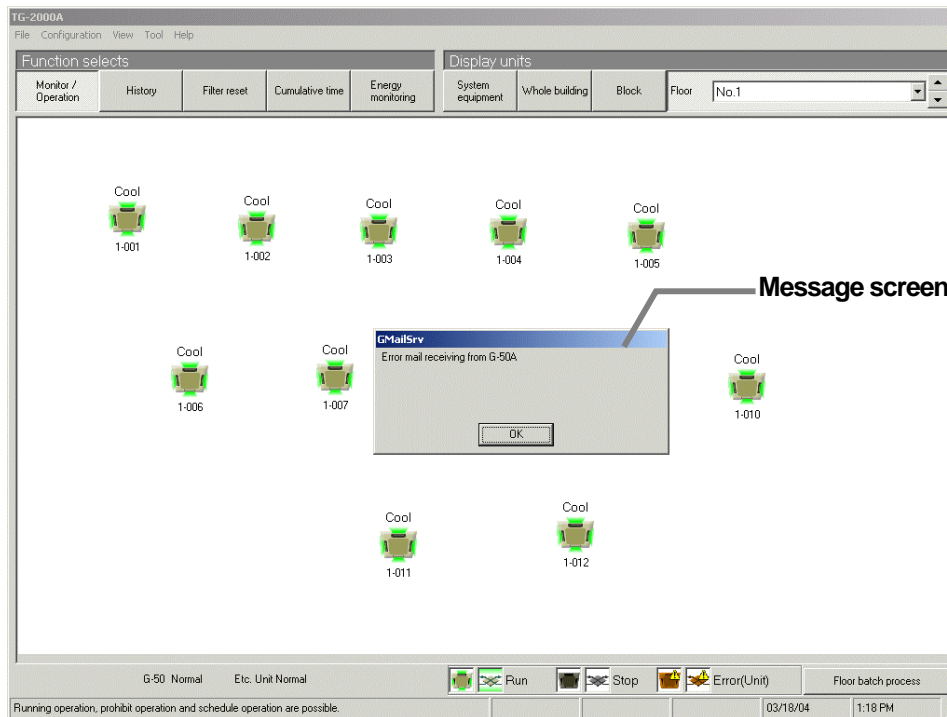 TG-2000A
File Configuration View Tool Help
Function selects
Display units
Monitor / Operation
History
Filter reset
Cumulative time
Energy monitoring
System equipment
Whole building
Block
Floor
No.1
Cool
1-001
Cool
1-002
Cool
1-003
Cool
1-004
Cool
1-005
Message screen
GMailSrv
Error mail receiving from G-50A
OK
Cool
1-006
Cool
1-007
Cool
1-010
Cool
1-011
Cool
1-012
G-50 Normal
Etc. Unit Normal
Run
Stop
Error(Unit)
Floor batch process
Running operation, prohibit operation and schedule operation are possible.
03/18/04
1:18 PM